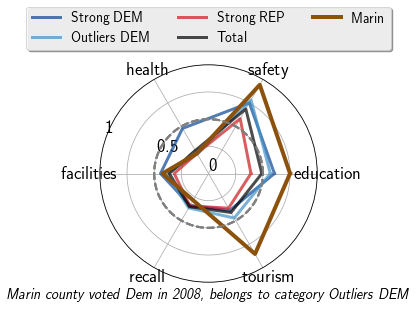 Strong DEM
Strong REP
Marin
Outliers DEM
Total
health
safety
1
0.5
0
facilities
education
recall
tourism
Marin county voted Dem in 2008, belongs to category Outliers DEM